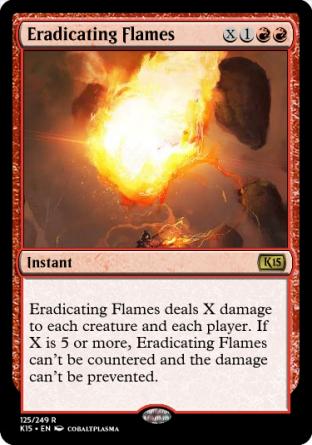 Eradicating Flames X1
Instant K15
Eradicating Flames deals X damage
to each creature and each player. If
X is 5 or more, Eradicating Flames
can't be countered and the damage
can't be prevented.
125/249 R
K15 • EN COBALTPLASMA